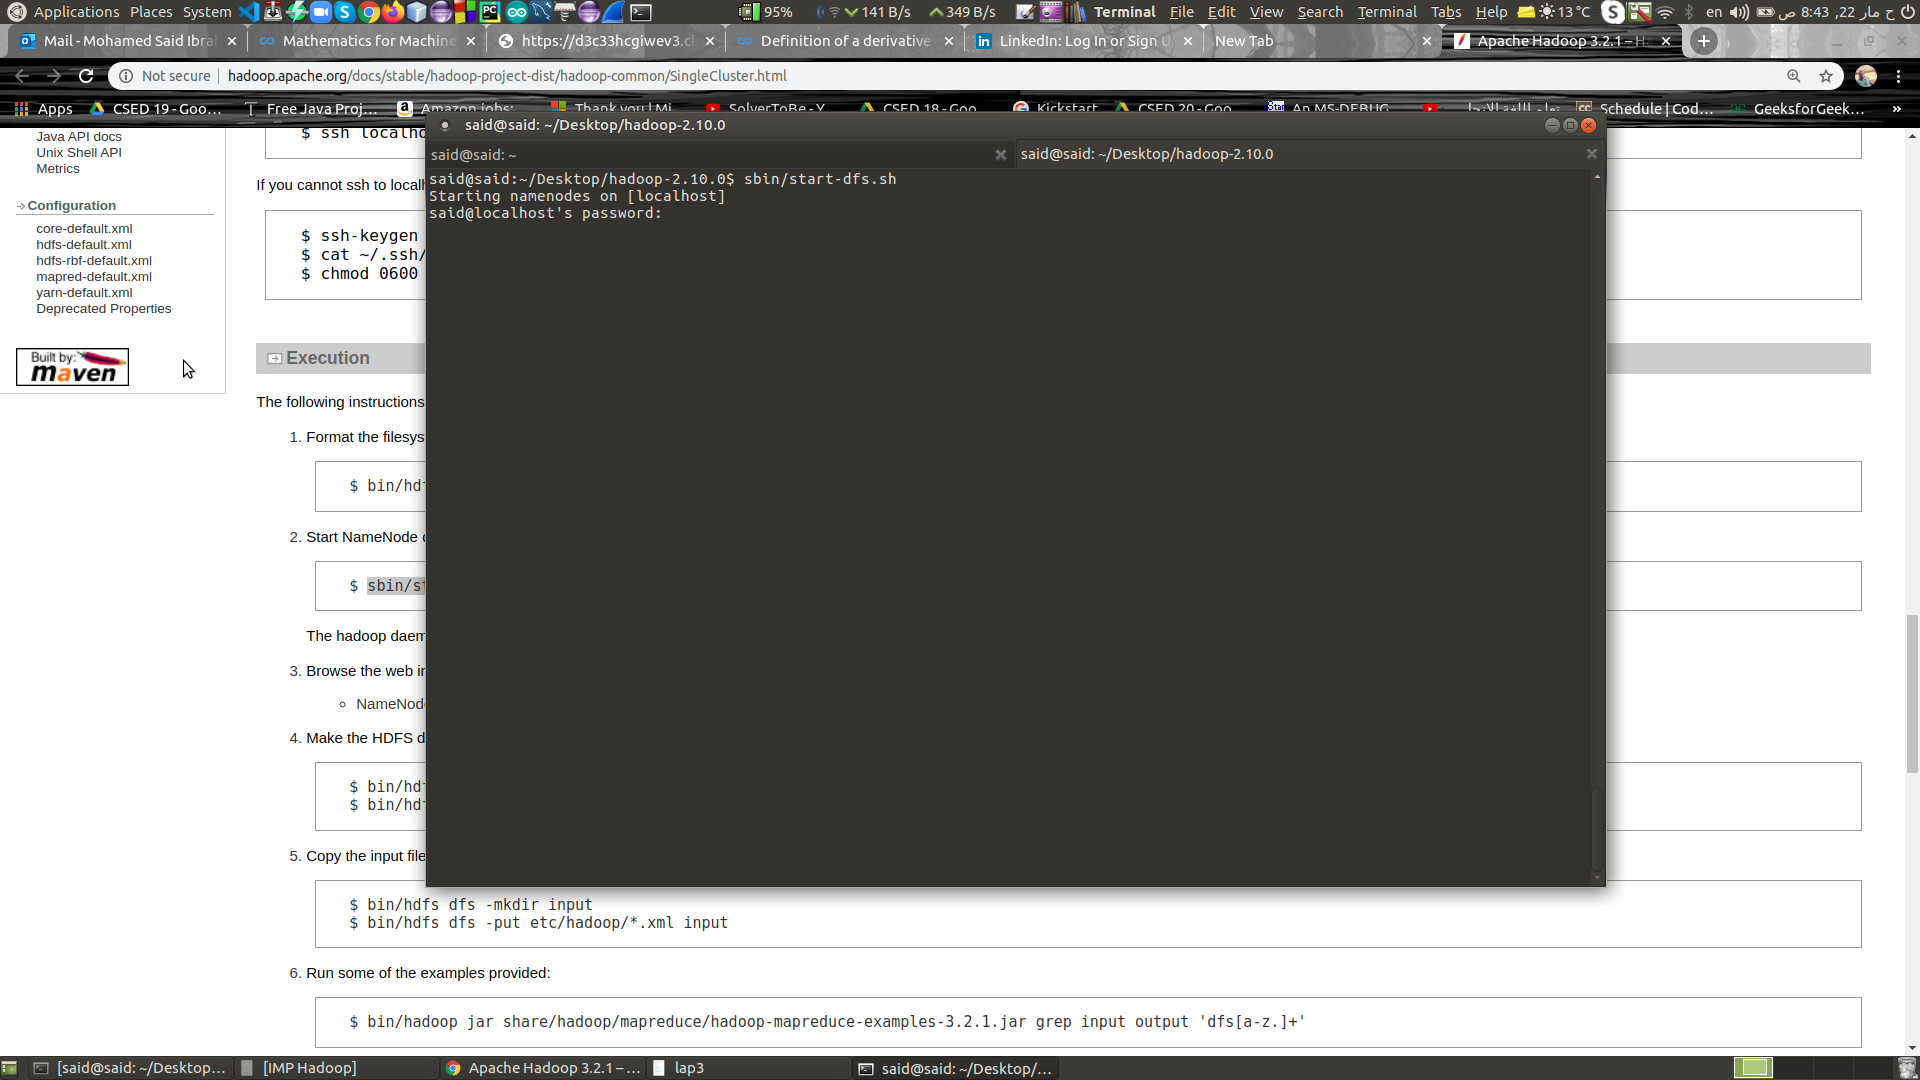 Applications Places System
95%
141 B/s 349 B/s
Terminal File Edit View Search Terminal Tabs Help
13 °C
en
ح مار 22, 8:43 ص
Mail - Mohamed Said Ibra
Mathematics for Machine
https://d3c33hcgiwev3.cl
Definition of a derivative
LinkedIn: Log In or Sign U
New Tab
Apache Hadoop 3.2.1 – H
Not secure
hadoop.apache.org/docs/stable/hadoop-project-dist/hadoop-common/SingleCluster.html
Apps
CSED 19 - Goo...
Free Java Proj...
Amazon jobs:
Thank you | Mi
SolverToBe - Y
CSED 18 - Goo
Kickstart
CSED 20 - Goo
An MS-DEBUG
Schedule | Cod...
GeeksforGeek...
»
Java API docs
Unix Shell API
Metrics
Configuration
core-default.xml
hdfs-default.xml
hdfs-rbf-default.xml
mapred-default.xml
yarn-default.xml
Deprecated Properties
Built by:
maven
$ ssh localho
If you cannot ssh to localh
$ ssh-keygen
$ cat ~/.ssh/
$ chmod 0600
Execution
The following instructions
1. Format the filesys
$ bin/hdf
2. Start NameNode d
$ sbin/st
The hadoop daem
3. Browse the web in
NameNode
4. Make the HDFS d
$ bin/hdf
$ bin/hdf
5. Copy the input file
$ bin/hdfs dfs -mkdir input
$ bin/hdfs dfs -put etc/hadoop/*.xml input
6. Run some of the examples provided:
$ bin/hadoop jar share/hadoop/mapreduce/hadoop-mapreduce-examples-3.2.1.jar grep input output 'dfs[a-z.]+'
said@said: ~/Desktop/hadoop-2.10.0
said@said: ~
said@said: ~/Desktop/hadoop-2.10.0
said@said:~/Desktop/hadoop-2.10.0$ sbin/start-dfs.sh
Starting namenodes on [localhost]
said@localhost's password:
[said@said: ~/Desktop...
[IMP Hadoop]
Apache Hadoop 3.2.1 – ...
lap3
said@said: ~/Desktop/...